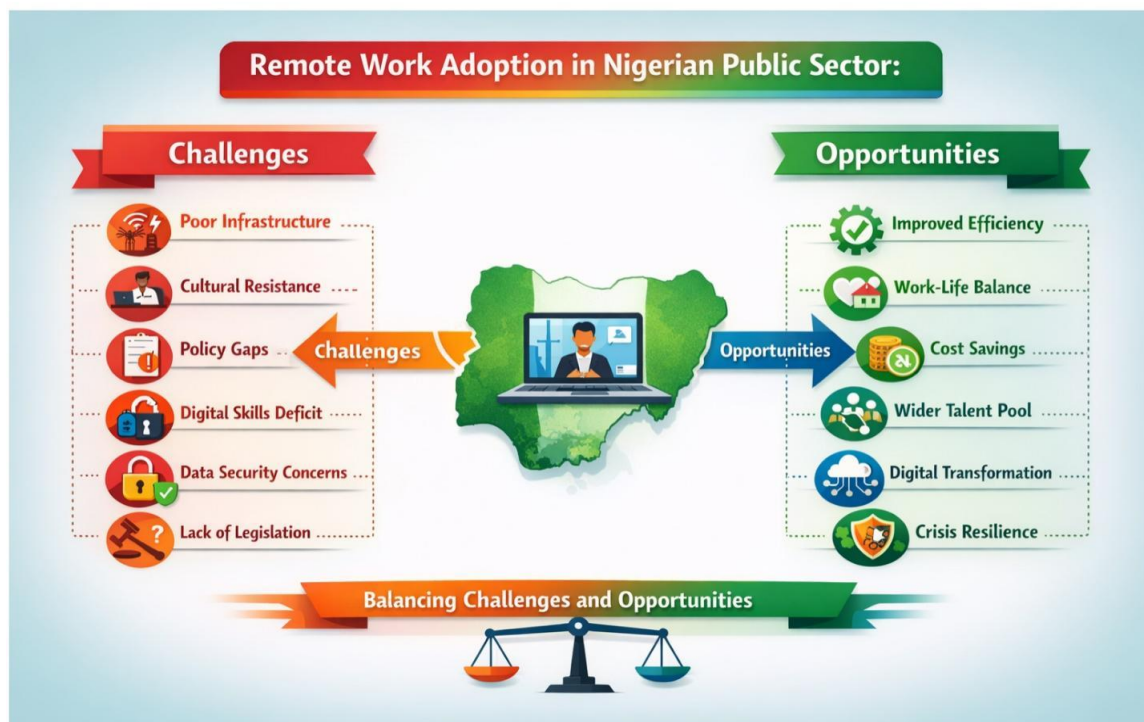 Remote Work Adoption in Nigerian Public Sector:
Challenges
Poor Infrastructure
Cultural Resistance
Policy Gaps
Digital Skills Deficit
Data Security Concerns
Lack of Legislation
Challenges
Opportunities
Opportunities
Improved Efficiency
Work-Life Balance
Cost Savings
Wider Talent Pool
Digital Transformation
Crisis Resilience
Balancing Challenges and Opportunities